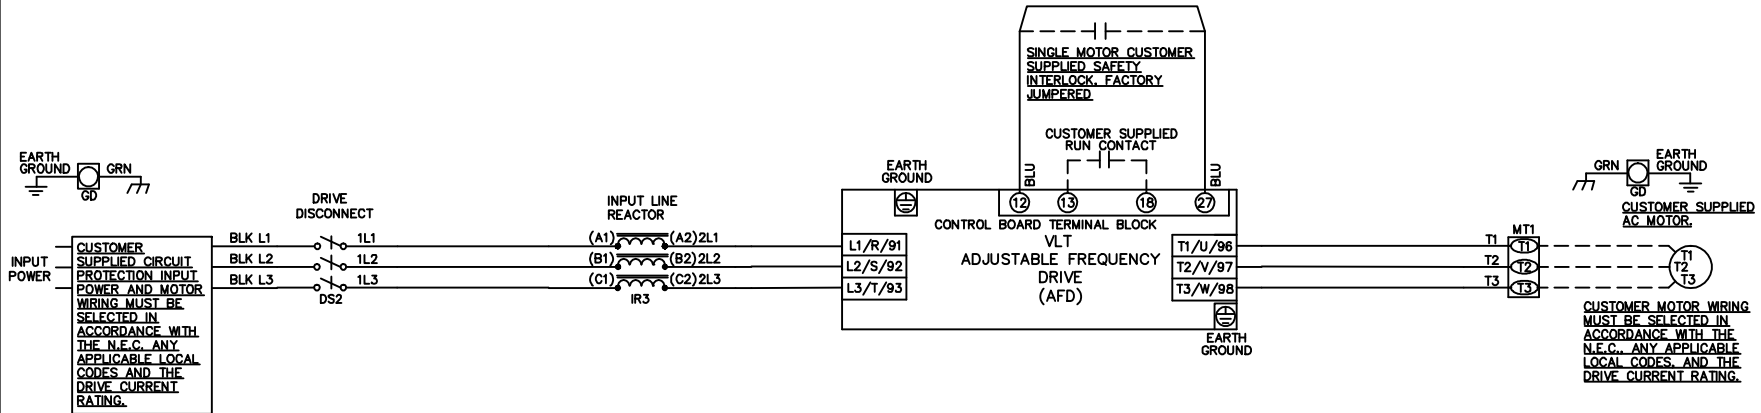 SINGLE MOTOR CUSTOMER
SUPPLIED SAFETY
INTERLOCK, FACTORY
JUMPERED
CUSTOMER SUPPLIED
RUN CONTACT
BLU
BLU
EARTH
GROUND
GRN
GD
EARTH
GROUND
12
13
18
27
CONTROL BOARD TERMINAL BLOCK
VLT
ADJUSTABLE FREQUENCY
DRIVE
(AFD)
L1/R/91
L2/S/92
L3/T/93
T1/U/96
T2/V/97
T3/W/98
EARTH
GROUND
DRIVE
DISCONNECT
INPUT LINE
REACTOR
INPUT
POWER
CUSTOMER
SUPPLIED CIRCUIT
PROTECTION INPUT
POWER AND MOTOR
WIRING MUST BE
SELECTED IN
ACCORDANCE WITH
THE N.E.C. ANY
APPLICABLE LOCAL
CODES AND THE
DRIVE CURRENT
RATING.
BLK L1
BLK L2
BLK L3
1L1
1L2
1L3
DS2
(A1)
(B1)
(C1)
(A2)2L1
(B2)2L2
(C2)2L3
IR3
T1
T2
T3
MT1
T1
T2
T3
GRN
GD
EARTH
GROUND
CUSTOMER SUPPLIED
AC MOTOR.
T1
T2
T3
CUSTOMER MOTOR WIRING
MUST BE SELECTED IN
ACCORDANCE WITH THE
N.E.C., ANY APPLICABLE
LOCAL CODES, AND THE
DRIVE CURRENT RATING.